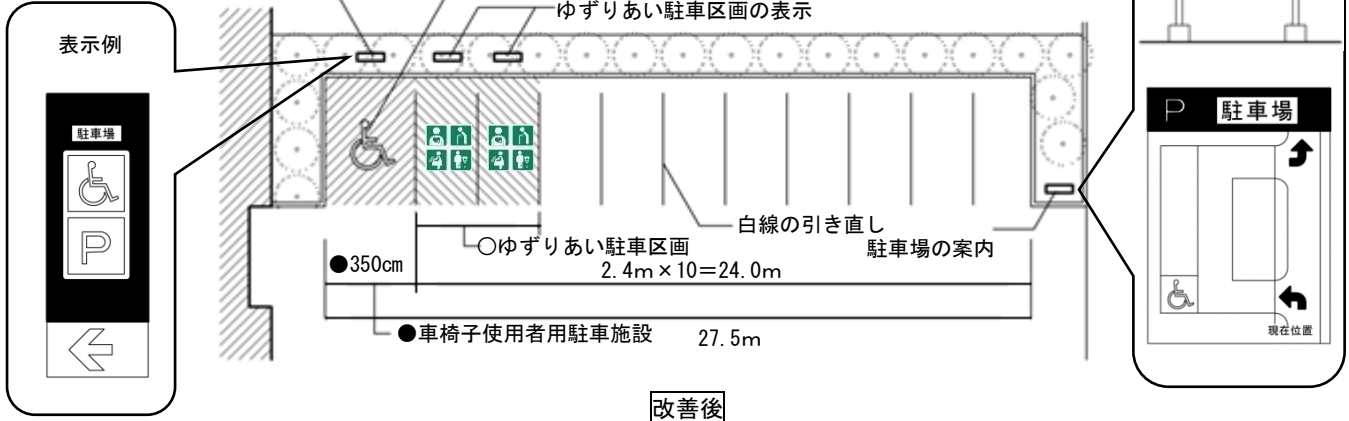 ゆずりあい駐車区画の表示
表示例
駐車場
P
P 駐車場
現在位置
白線の引き直し
駐車場の案内
○ゆずりあい駐車区画
●350cm
2.4m×10=24.0m
●車椅子使用者用駐車施設
27.5m
改善後